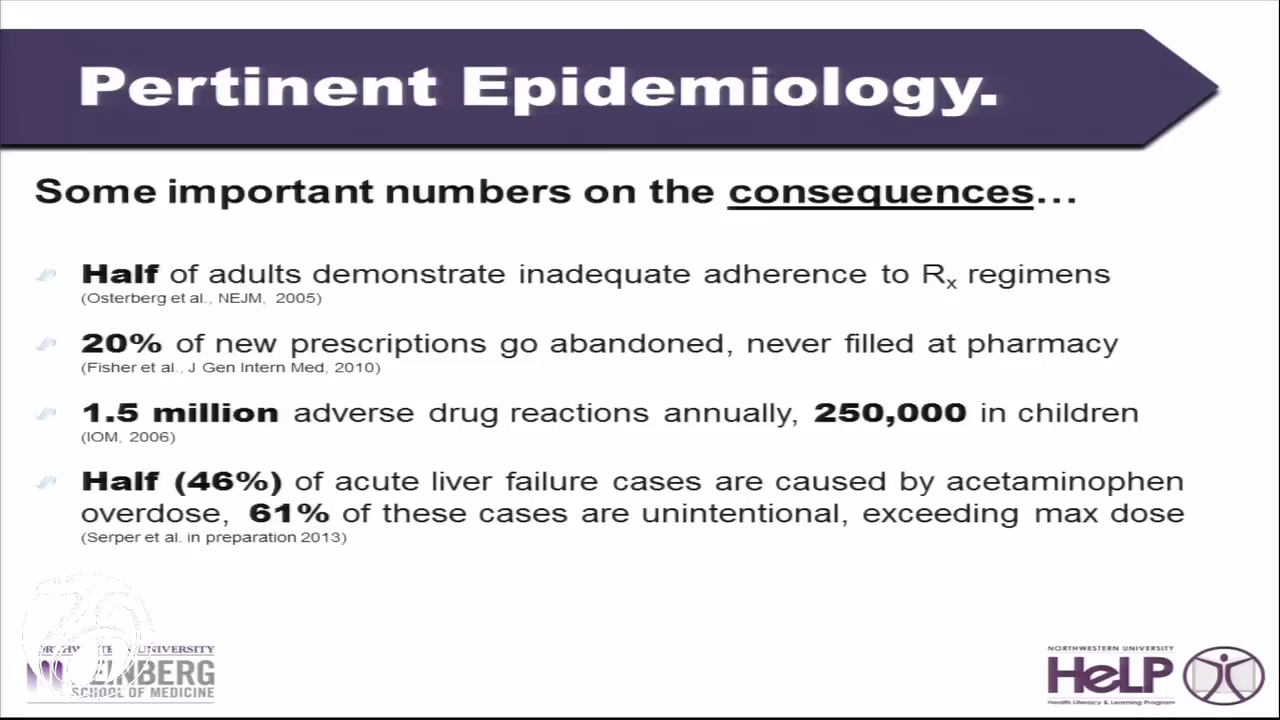 Pertinent Epidemiology.
Some important numbers on the consequences…
Half of adults demonstrate inadequate adherence to Rx regimens
(Osterberg et al., NEJM, 2005)
20% of new prescriptions go abandoned, never filled at pharmacy
(Fisher et al., J Gen Intern Med, 2010)
1.5 million adverse drug reactions annually, 250,000 in children
(IOM, 2006)
Half (46%) of acute liver failure cases are caused by acetaminophen
overdose, 61% of these cases are unintentional, exceeding max dose
(Serper et al. in preparation 2013)
UNIVERSITY
SCHOOL OF MEDICINE
NORTHWESTERN UNIVERSITY
HeLP
Health Literacy & Learning Program